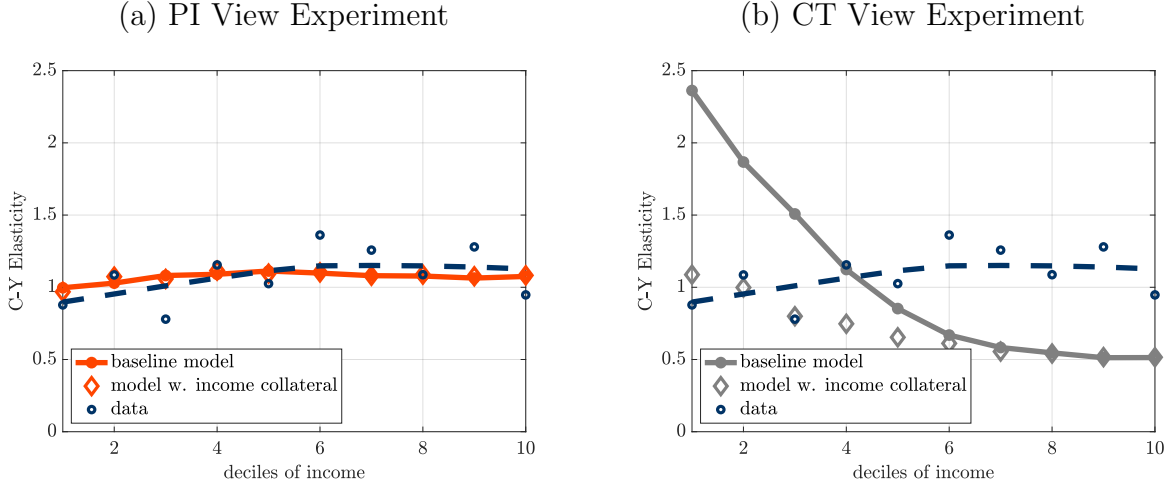 (a) PI View Experiment
2.5
2
1.5
1
0.5
0
C-Y Elasticity
baseline model
model w. income collateral
data
2 4 6 8 10
deciles of income
(b) CT View Experiment
2.5
2
1.5
1
0.5
0
C-Y Elasticity
baseline model
model w. income collateral
data
2 4 6 8 10
deciles of income